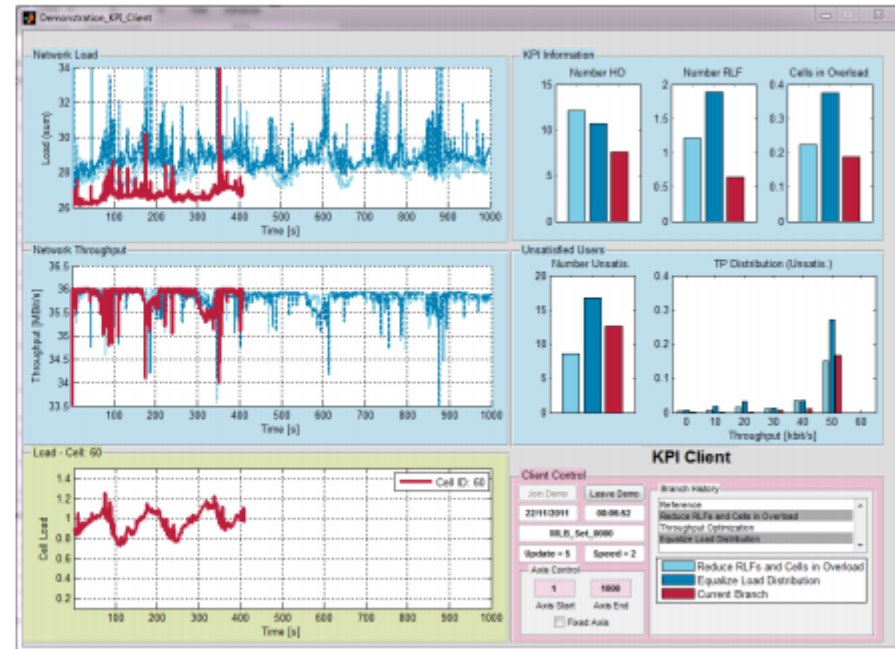 Demonstration_KPI_Client
Network Load
34
32
30
28
26
Load (sum)
100 200 300 400 500 600 700 800 900 1000
Time [s]
KPI Information
Number HO
15
10
5
0
Number RLF
2
1.5
1
0.5
0
Cells in Overload
0.4
0.3
0.2
0.1
0
Network Throughput
36.5
36
35.5
35
34.5
34
33.5
Throughput [MBit/s]
100 200 300 400 500 600 700 800 900 1000
Time [s]
Unsatisfied Users
Number Unsatis.
20
15
10
5
0
TP Distribution (Unsatis.)
0.4
0.3
0.2
0.1
0
0 10 20 30 40 50 60
Throughput [kbit/s]
Load - Cell: 60
1.4
1.2
1
0.8
0.6
0.4
0.2
Cell Load
Cell ID: 60
100 200 300 400 500 600 700 800 900 1000
Time [s]
KPI Client
Client Control
Join Demo Leave Demo
22/11/2011 00:06:52
MLB_Set_0000
Update = 5 Speed = 2
Axis Control
1 1000
Axis Start Axis End
Fixed Axis
Branch History
Reference
Reduce RLFs and Cells in Overload
Throughput Optimization
Equalize Load Distribution
Reduce RLFs and Cells in Overload
Equalize Load Distribution
Current Branch